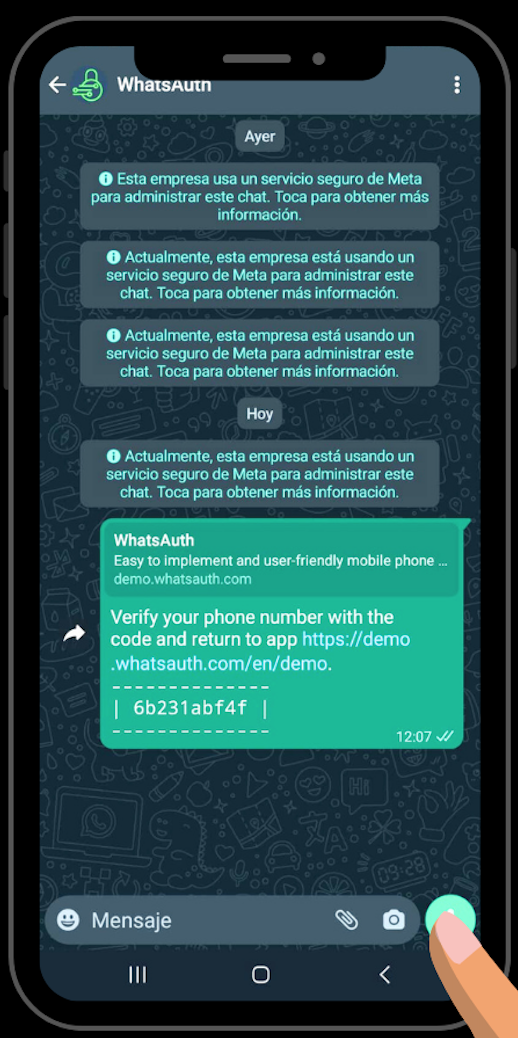 WhatsAuth
Ayer
Esta empresa usa un servicio seguro de Meta
para administrar este chat. Toca para obtener más
información.
Actualmente, esta empresa está usando un
servicio seguro de Meta para administrar este
chat. Toca para obtener más información.
Actualmente, esta empresa está usando un
servicio seguro de Meta para administrar este
chat. Toca para obtener más información.
Hoy
Actualmente, esta empresa está usando un
servicio seguro de Meta para administrar este
chat. Toca para obtener más información.
WhatsAuth
Easy to implement and user-friendly mobile phone ...
demo.whatsauth.com
Verify your phone number with the
code and return to app https://demo
.whatsauth.com/en/demo.
--------------
| 6b231abf4f |
--------------
12:07
Mensaje